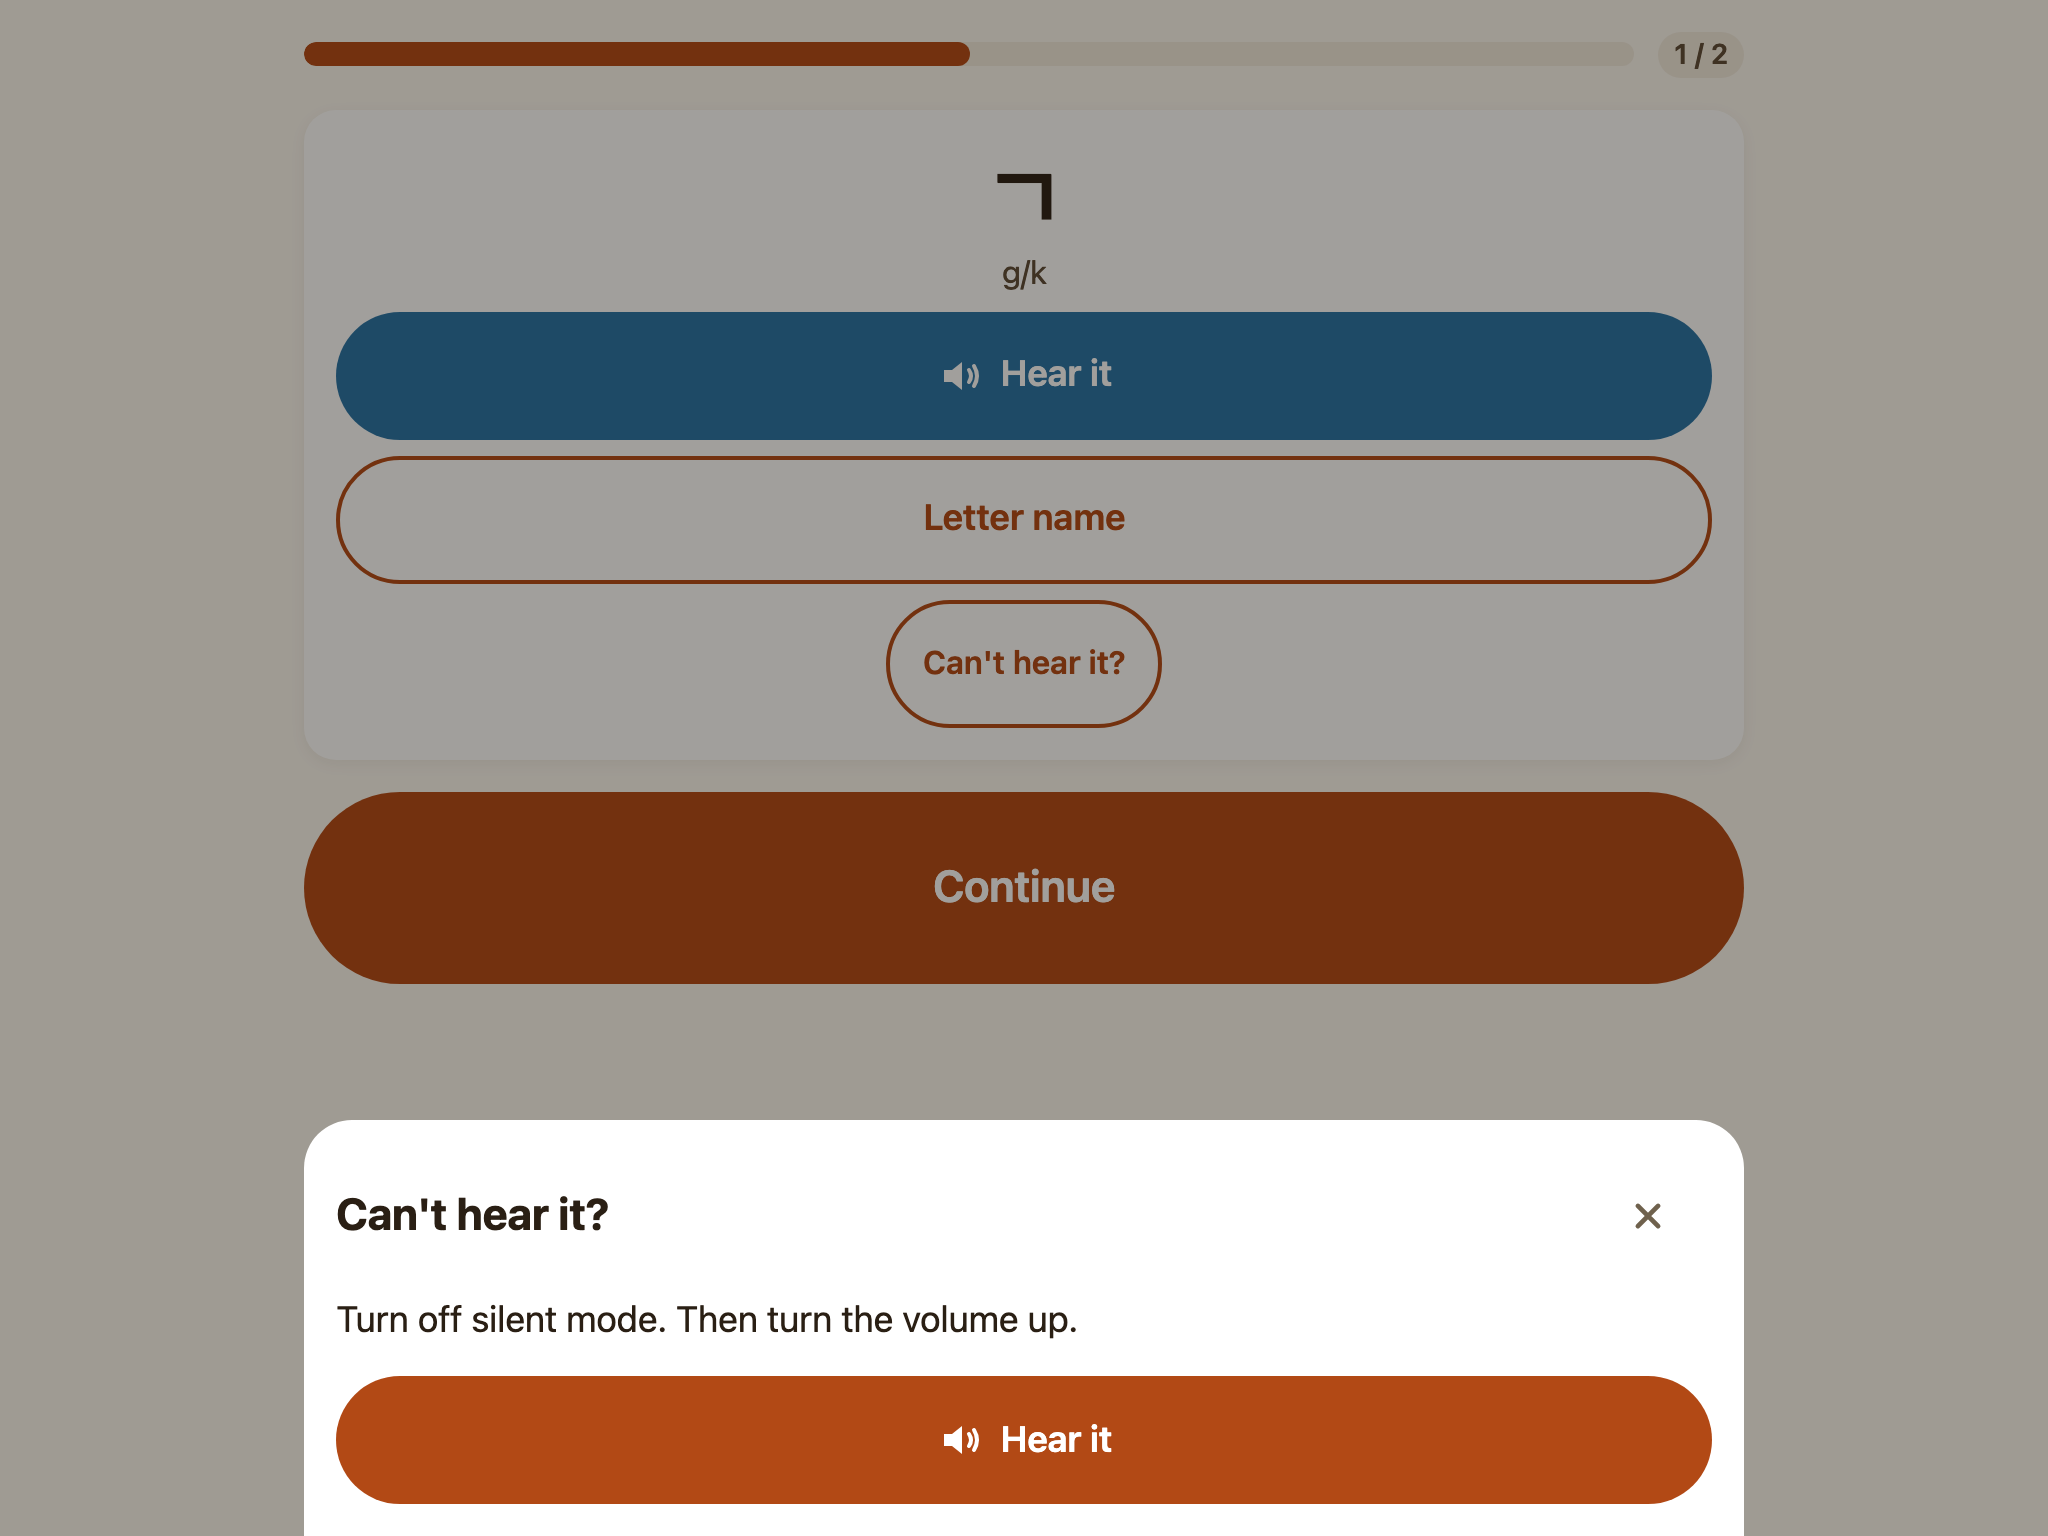 1 / 2
ㄱ
g/k
Hear it
Letter name
Can't hear it?
Continue
Can't hear it?
Turn off silent mode. Then turn the volume up.
Hear it